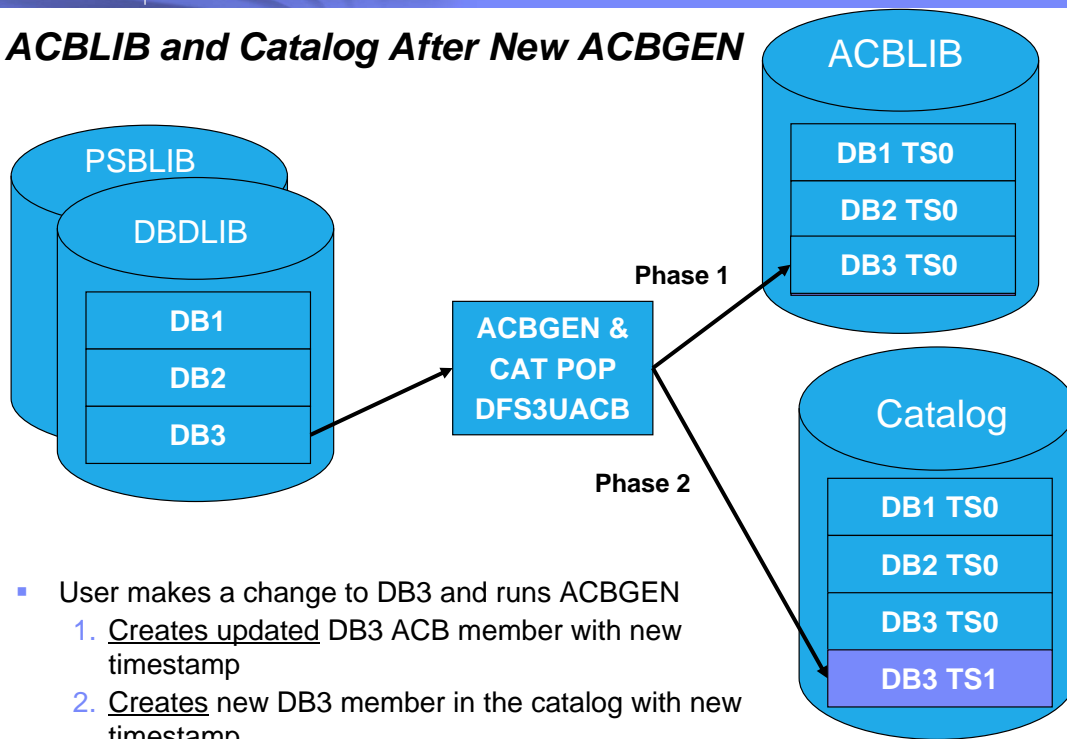 ACBLIB and Catalog After New ACBGEN
PSBLIB
DBDLIB
DB1
DB2
DB3
ACBGEN &
CAT POP
DFS3UACB
Phase 1
Phase 2
ACBLIB
DB1 TS0
DB2 TS0
DB3 TS0
Catalog
DB1 TS0
DB2 TS0
DB3 TS0
DB3 TS1
▪ User makes a change to DB3 and runs ACBGEN
1. Creates updated DB3 ACB member with new
timestamp
2. Creates new DB3 member in the catalog with new
timestamp